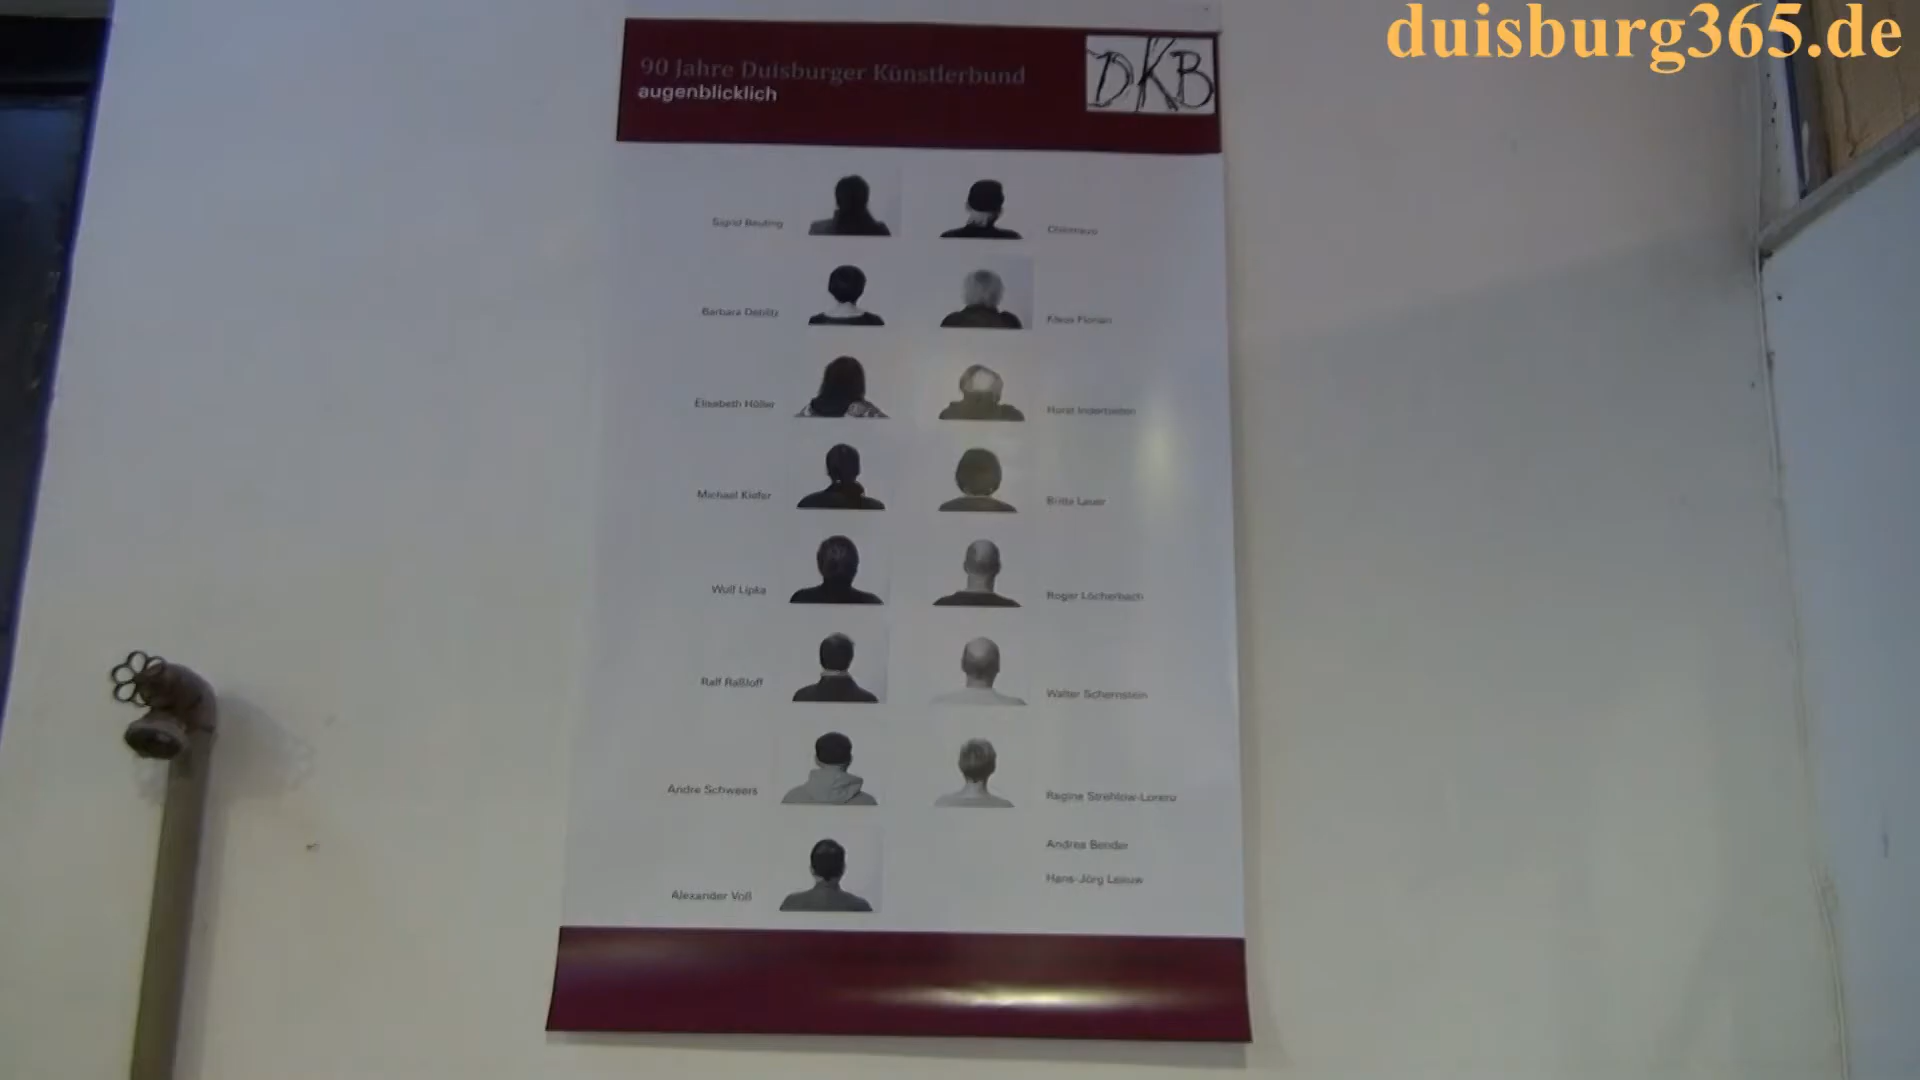 duisburg365.de
90 Jahre Duisburger Künstlerbund
augenblicklich
DKB
Sigrid Beuting
Barbara Deblitz
Klaus Florian
Elisabeth Höller
Horst
Michael Kiefer
Britta Lauer
Wulf Lipka
Roger Löcherbach
Ralf Raßloff
Walter Schernstein
Andre Schweers
Regine Strehlow-Lorenz
Andrea Bender
Alexander Voß
Hans-Jörg